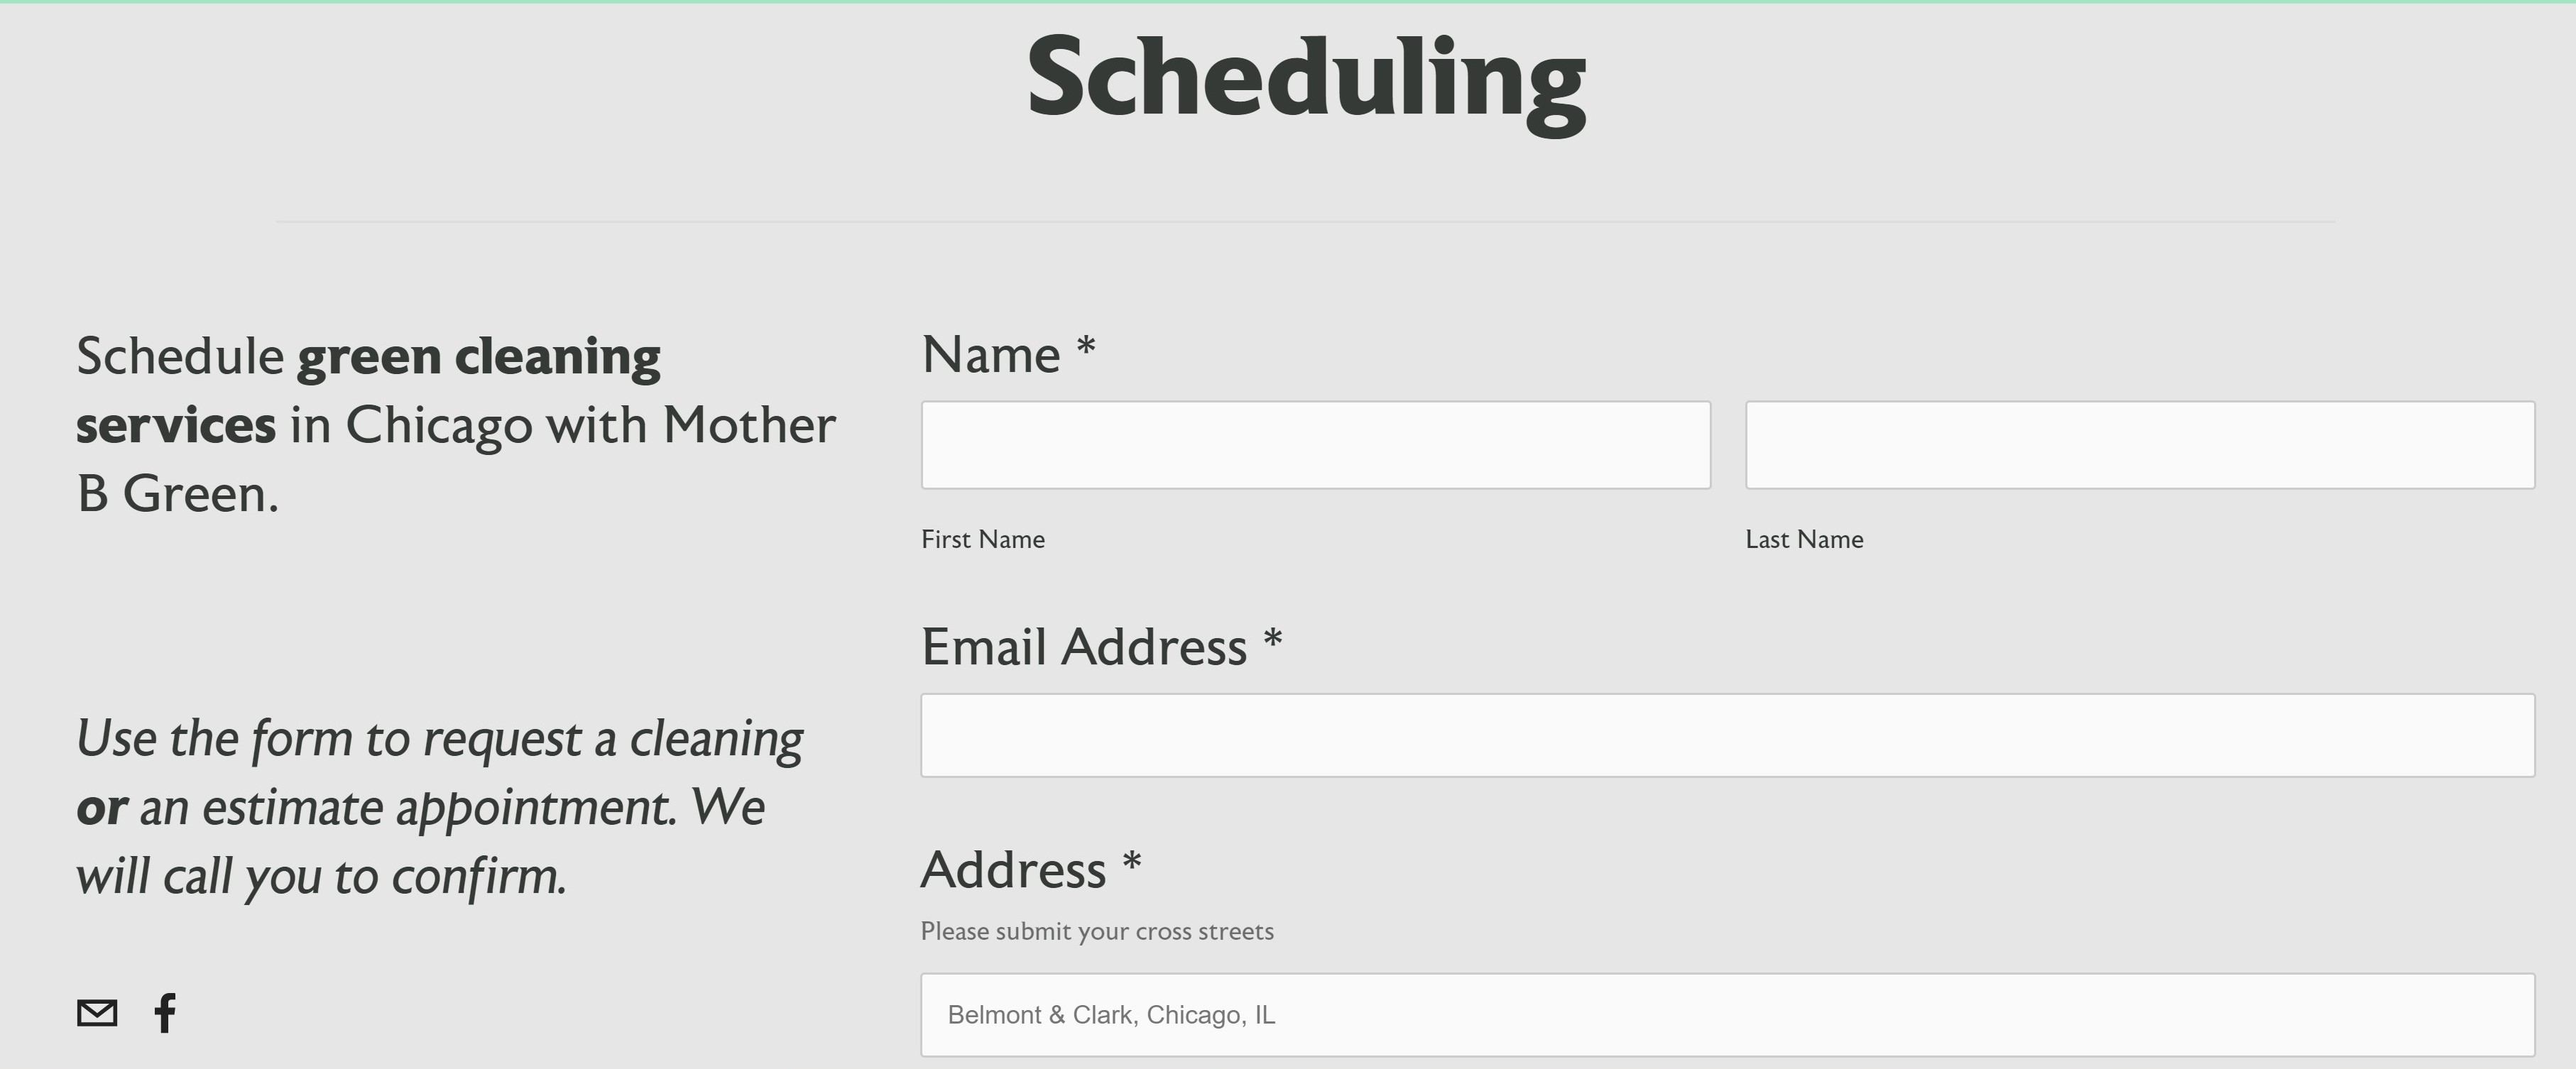 Scheduling
Schedule green cleaning
services in Chicago with Mother
B Green.
Use the form to request a cleaning
or an estimate appointment. We
will call you to confirm.
Name *
First Name
Last Name
Email Address *
Address *
Please submit your cross streets
Belmont & Clark, Chicago, IL